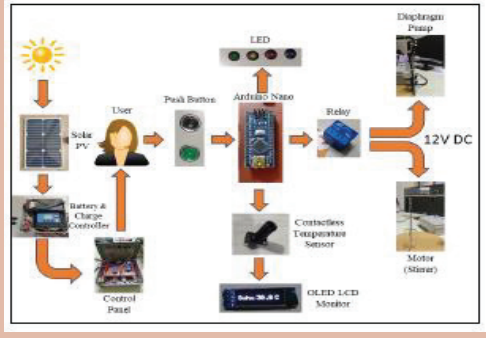 Diaphragm
Pump
LED
User
Push Button
Arduino Nano
Relay
Solar
PV
12V DC
Battery &
Charge
Controller
Contactless
Temperature
Sensor
Motor
(Stirrer)
Control
Panel
OLED LCD
Monitor